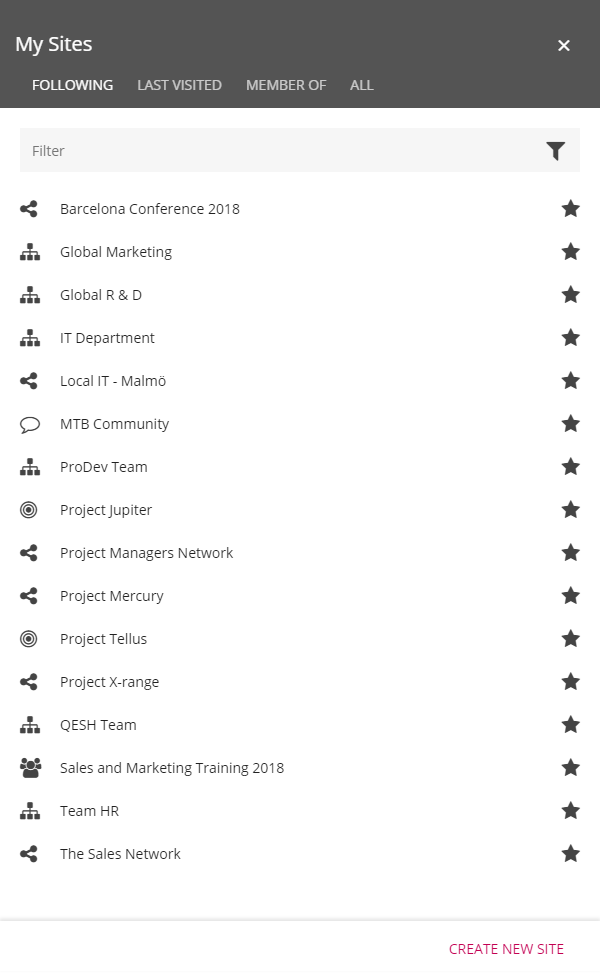 My Sites
FOLLOWING LAST VISITED MEMBER OF ALL
Filter
Barcelona Conference 2018
Global Marketing
Global R & D
IT Department
Local IT - Malmö
MTB Community
ProDev Team
Project Jupiter
Project Managers Network
Project Mercury
Project Tellus
Project X-range
QESH Team
Sales and Marketing Training 2018
Team HR
The Sales Network
CREATE NEW SITE